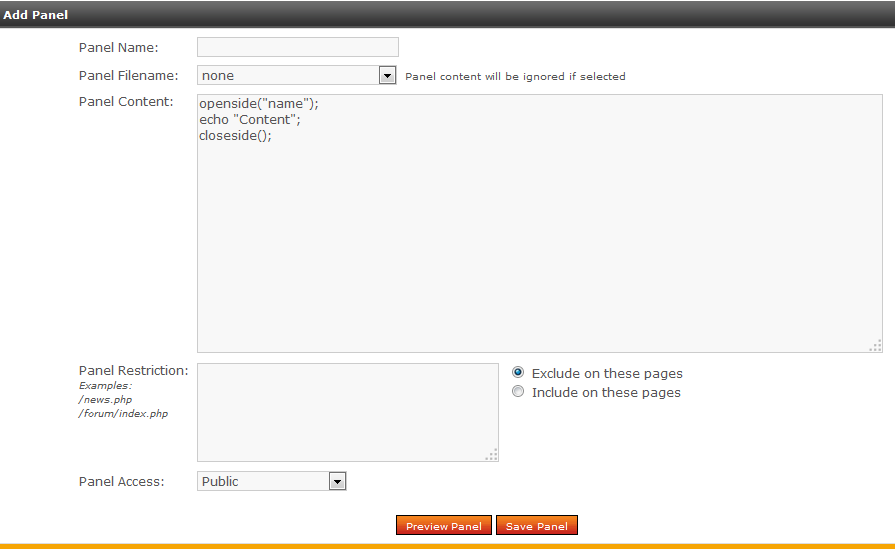 Add Panel
Panel Name:
Panel Filename: none Panel content will be ignored if selected
Panel Content: openside("name");
echo "Content";
closeside();
Panel Restriction: Exclude on these pages
Examples:
Include on these pages
/news.php
/forum/index.php
Panel Access: Public
Preview Panel Save Panel